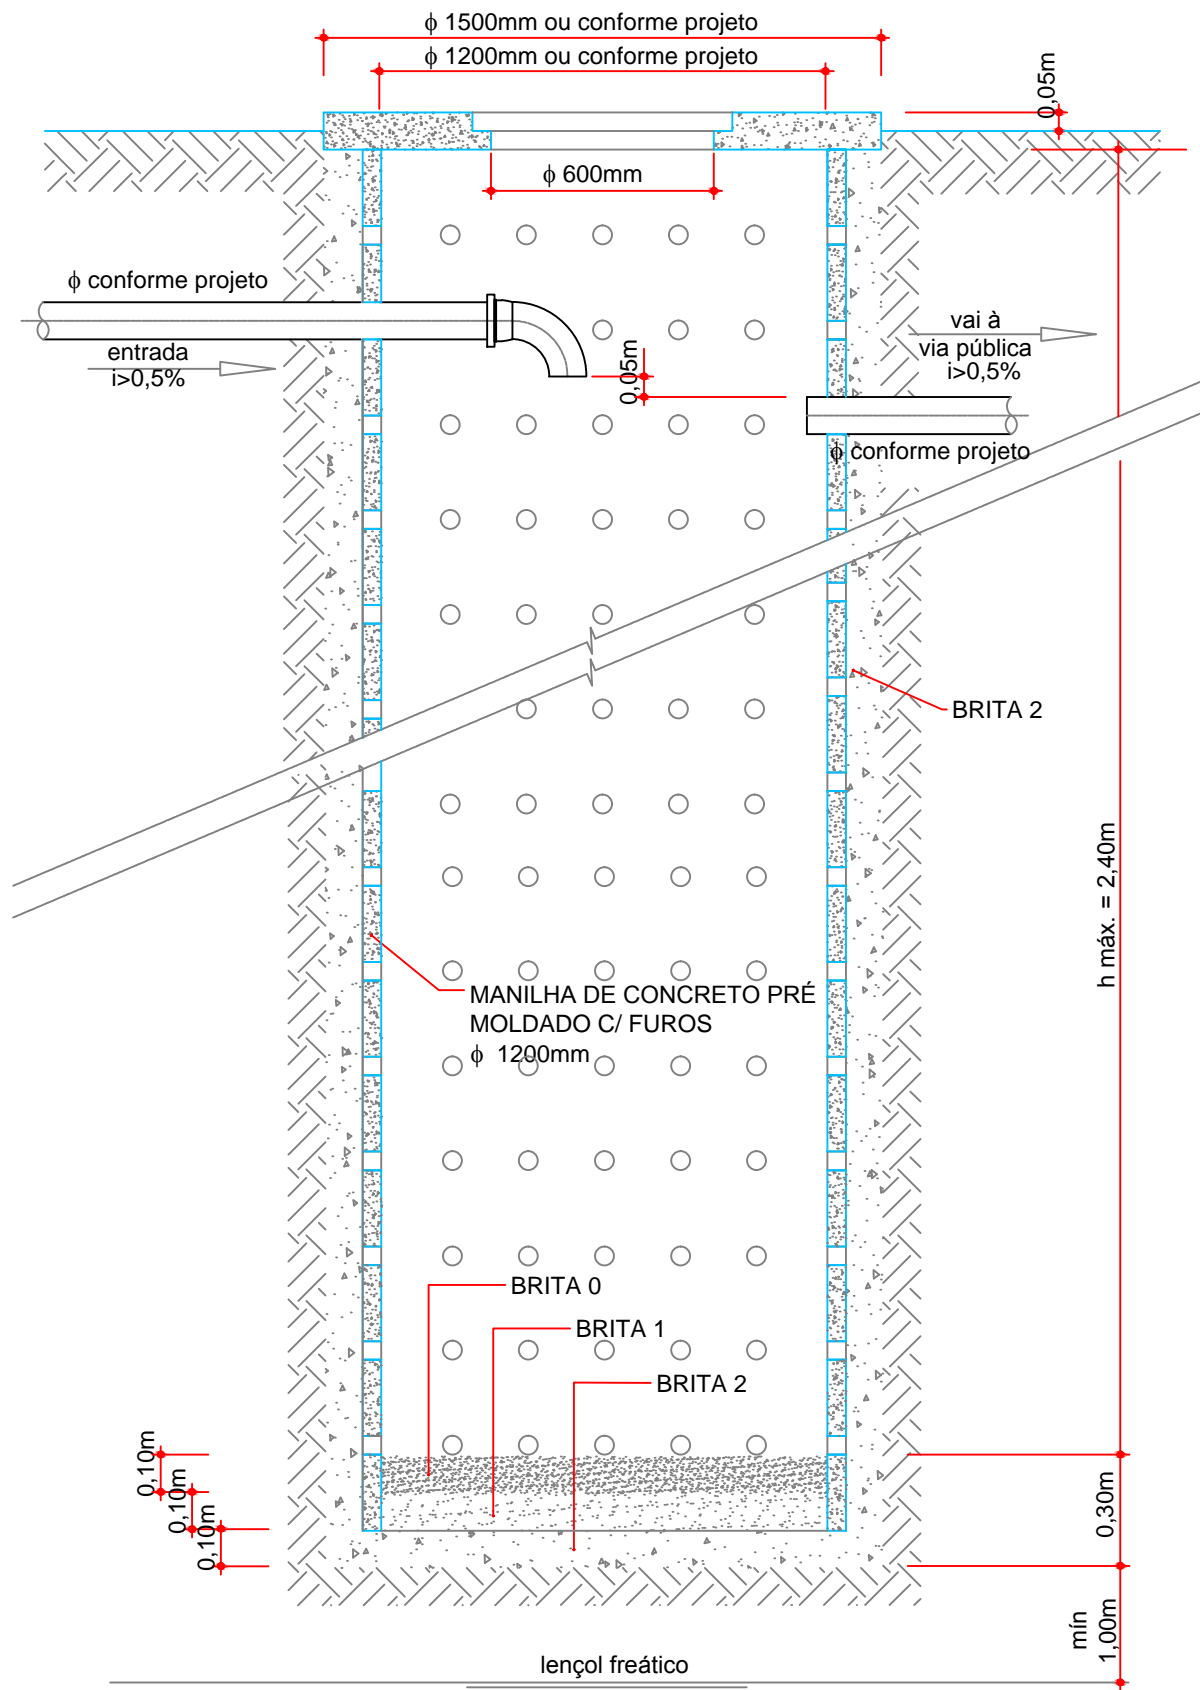 ϕ 1500mm ou conforme projeto
ϕ 1200mm ou conforme projeto
0,05m
ϕ 600mm
ϕ conforme projeto
entrada
i>0,5%
0,05m
vai à
via pública
i>0,5%
ϕ conforme projeto
BRITA 2
h máx. = 2,40m
MANILHA DE CONCRETO PRÉ
MOLDADO C/ FUROS
ϕ 1200mm
BRITA 0
BRITA 1
BRITA 2
0,10m
0,10m
0,10m
0,30m
mín
1,00m
lençol freático